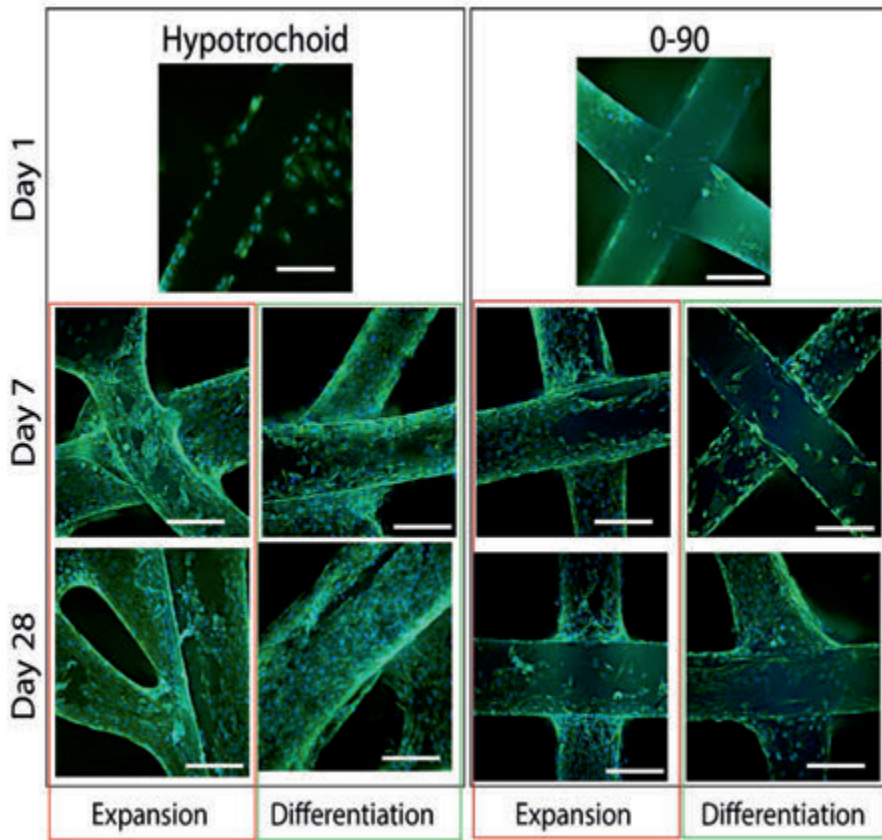 Hypotrochoid
0-90
Day 1
Day 7
Day 28
Expansion
Differentiation
Expansion
Differentiation